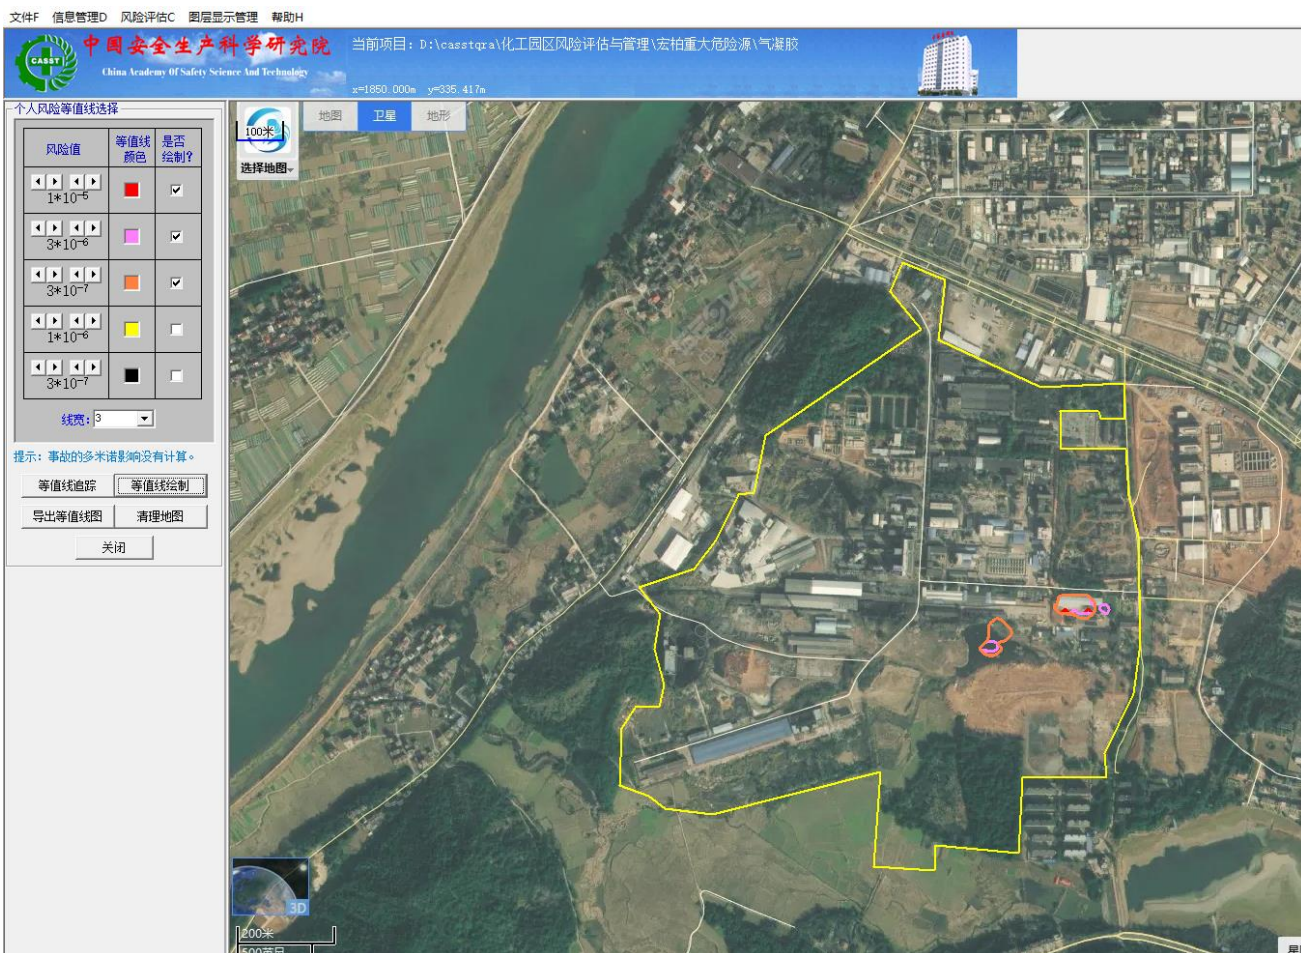 文件F 信息管理D 风险评估C 图层显示管理 帮助H
中国安全生产科学研究院
China Academy Of Safety Science And Technology
CASST
当前项目: D:\casstqra\化工园区风险评估与管理\宏柏重大危险源\气凝胶
x=1850.000m y=335.417m
个人风险等值线选择
风险值 等值线颜色 是否绘制?
1*10-5
3*10-6
3*10-7
1*10-6
3*10-7
线宽: 3
提示: 事故的多米诺影响没有计算。
等值线追踪 等值线绘制
导出等值线图 清理地图
关闭
100米
选择地图
地图 卫星 地形
3D
200米
500英尺